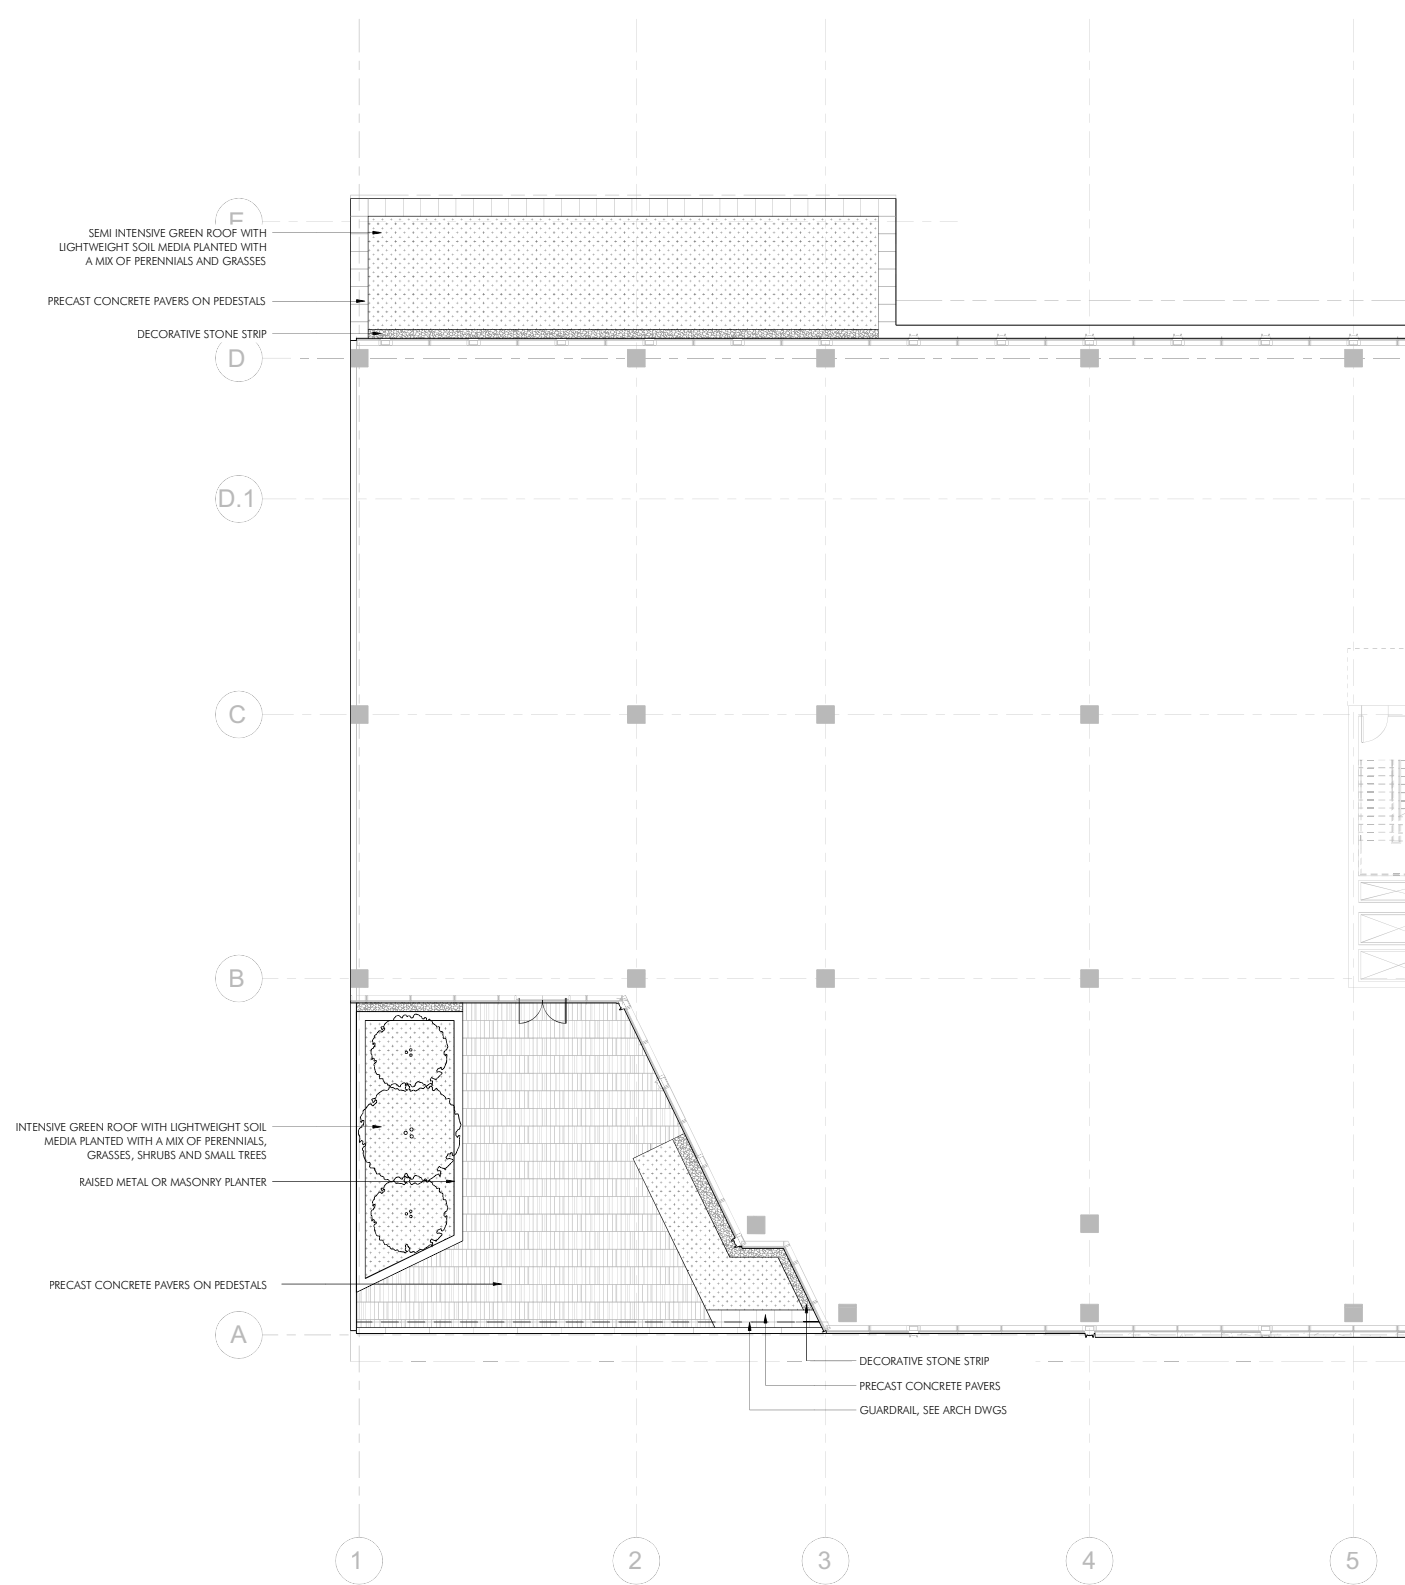 E
SEMI INTENSIVE GREEN ROOF WITH
LIGHTWEIGHT SOIL MEDIA PLANTED WITH
A MIX OF PERENNIALS AND GRASSES
PRECAST CONCRETE PAVERS ON PEDESTALS
DECORATIVE STONE STRIP
D
D.1
C
B
INTENSIVE GREEN ROOF WITH LIGHTWEIGHT SOIL
MEDIA PLANTED WITH A MIX OF PERENNIALS,
GRASSES, SHRUBS AND SMALL TREES
RAISED METAL OR MASONRY PLANTER
PRECAST CONCRETE PAVERS ON PEDESTALS
A
DECORATIVE STONE STRIP
PRECAST CONCRETE PAVERS
GUARDRAIL, SEE ARCH DWGS
1
2
3
4
5